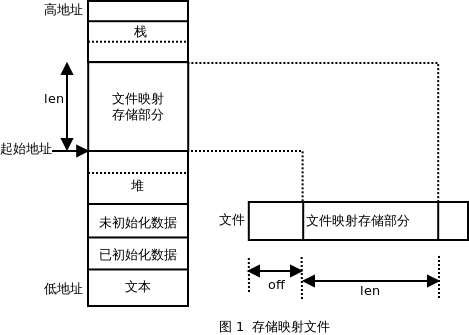 高地址
栈
len
文件映射
存储部分
起始地址
堆
未初始化数据
已初始化数据
低地址
文本
文件
文件映射存储部分
off
len
图 1 存储映射文件